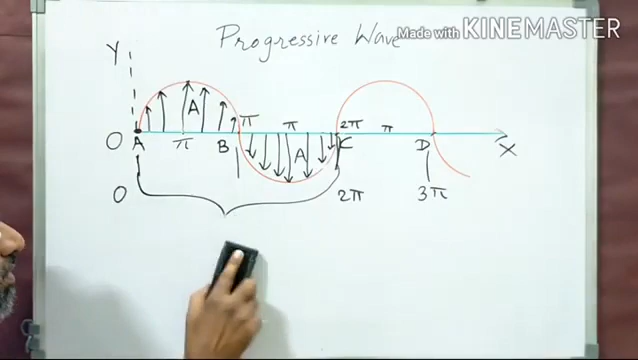 Progressive Wave
Made with KINEMASTER
Y
A
π π 2π π
O A π B A C D X
O 2π 3π